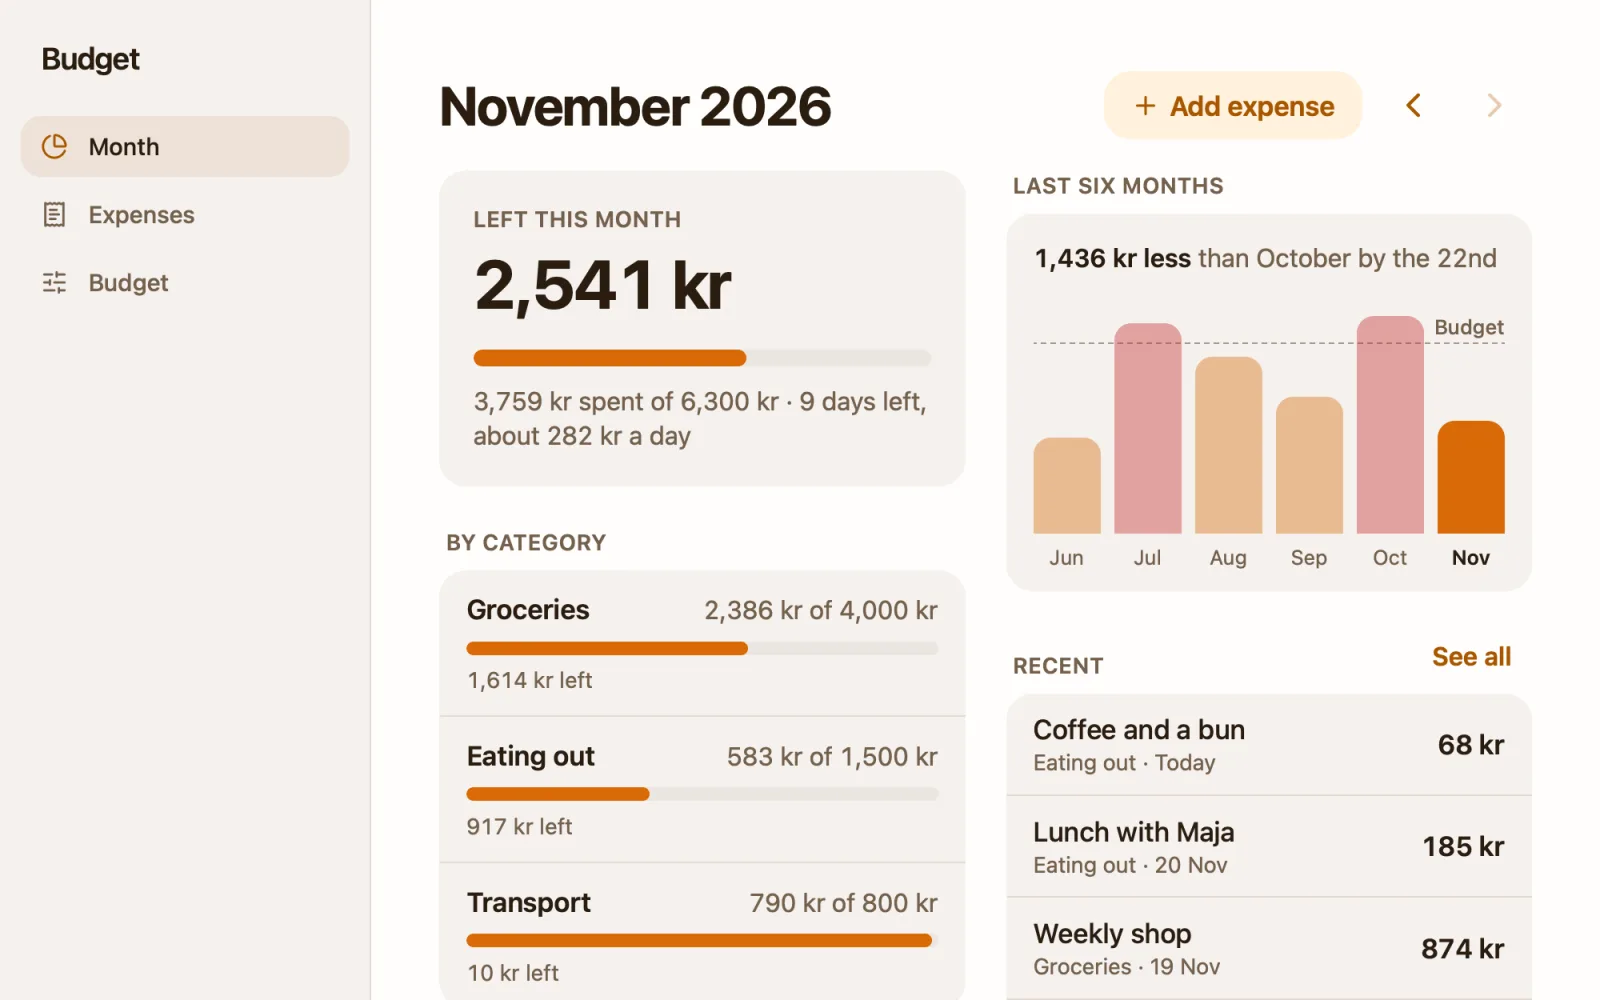 Budget
Month
Expenses
Budget
November 2026
+ Add expense
LEFT THIS MONTH
2,541 kr
3,759 kr spent of 6,300 kr · 9 days left,
about 282 kr a day
BY CATEGORY
Groceries
2,386 kr of 4,000 kr
1,614 kr left
Eating out
583 kr of 1,500 kr
917 kr left
Transport
790 kr of 800 kr
10 kr left
LAST SIX MONTHS
1,436 kr less than October by the 22nd
Budget
Jun
Jul
Aug
Sep
Oct
Nov
RECENT
See all
Coffee and a bun
Eating out · Today
68 kr
Lunch with Maja
Eating out · 20 Nov
185 kr
Weekly shop
Groceries · 19 Nov
874 kr